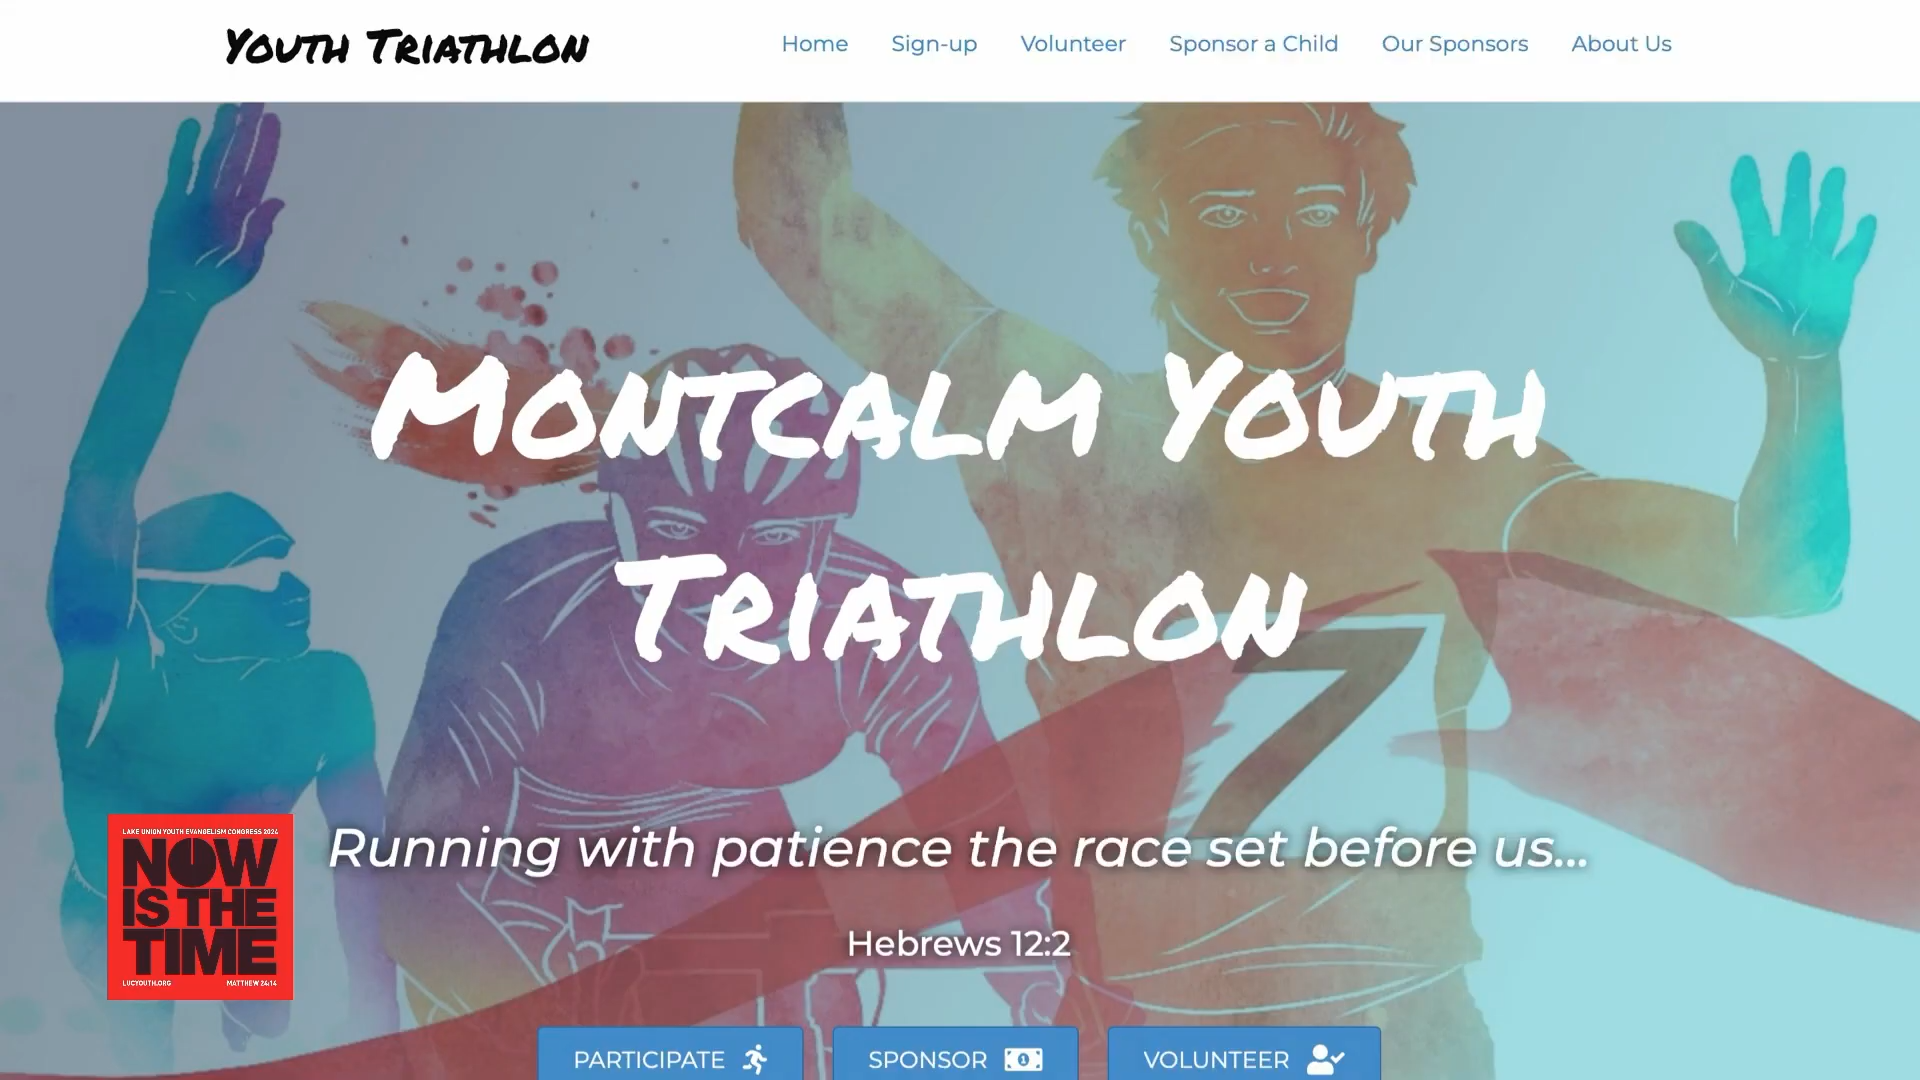 Youth Triathlon
Home Sign-up Volunteer Sponsor a Child Our Sponsors About Us
Montcalm Youth
Triathlon
Running with patience the race set before us...
Hebrews 12:2
7
LAKE UNION YOUTH EVANGELISM CONGRESS 2024
NOW
IS THE
TIME
LUCYOUTH.ORG MATTHEW 24:14
PARTICIPATE SPONSOR VOLUNTEER